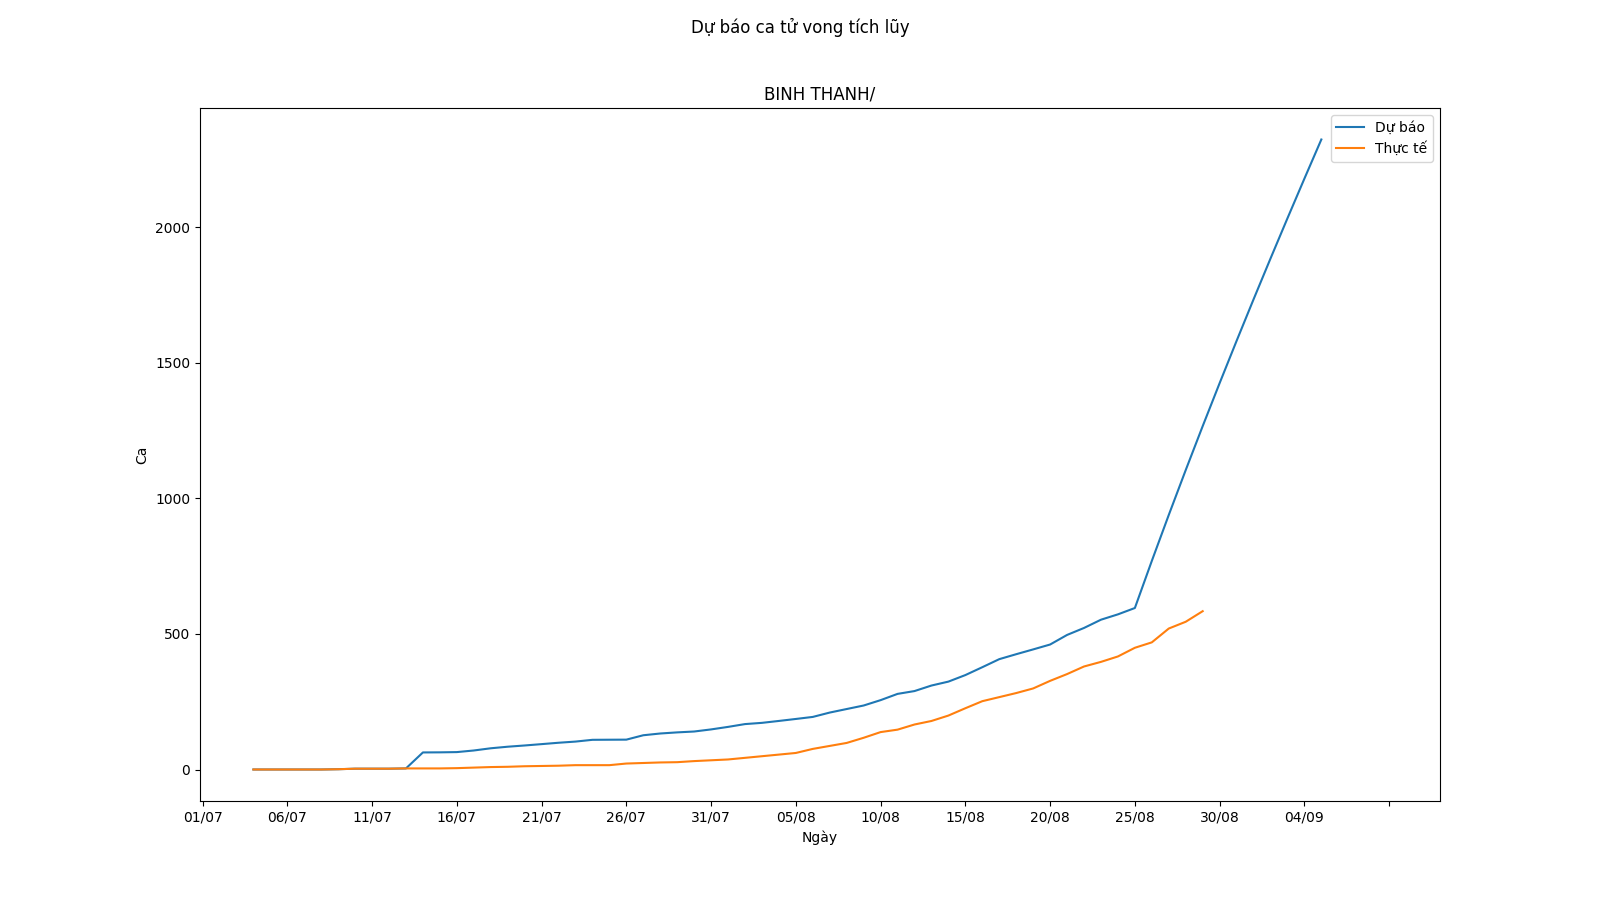 Dự báo ca tử vong tích lũy
BINH THANH/
Dự báo
Thực tế
2000
1500
1000
500
0
Ca
01/07 06/07 11/07 16/07 21/07 26/07 31/07 05/08 10/08 15/08 20/08 25/08 30/08 04/09
Ngày